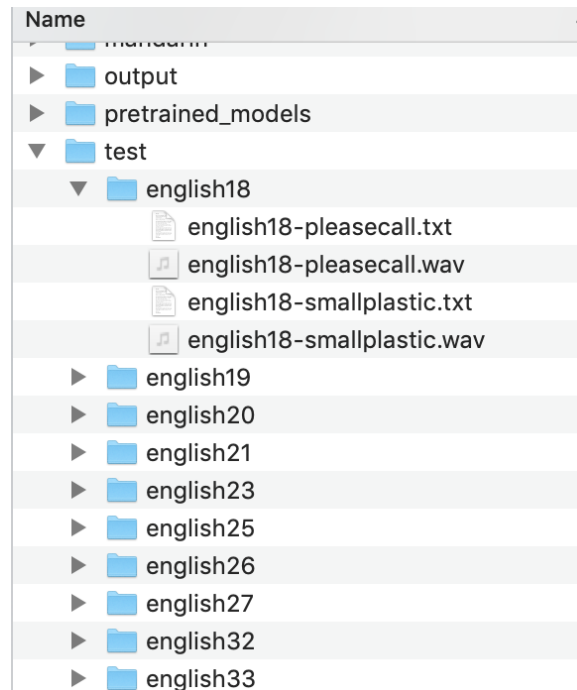 Name
mandarin
output
pretrained_models
test
english18
english18-pleasecall.txt
english18-pleasecall.wav
english18-smallplastic.txt
english18-smallplastic.wav
english19
english20
english21
english23
english25
english26
english27
english32
english33